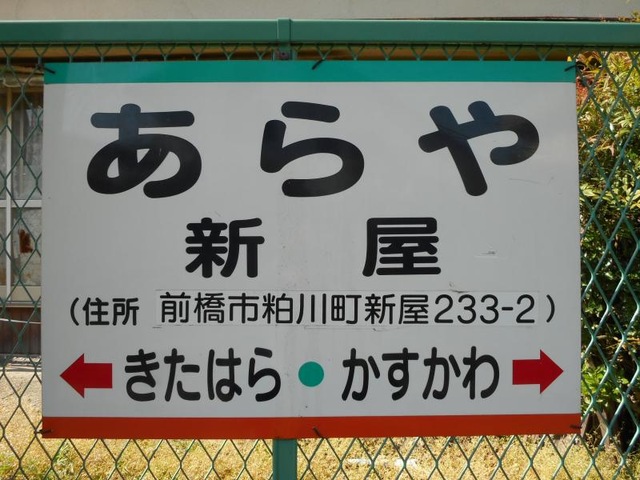 あらや
新屋
(住所 前橋市粕川町新屋233-2)
きたはら ● かすかわ